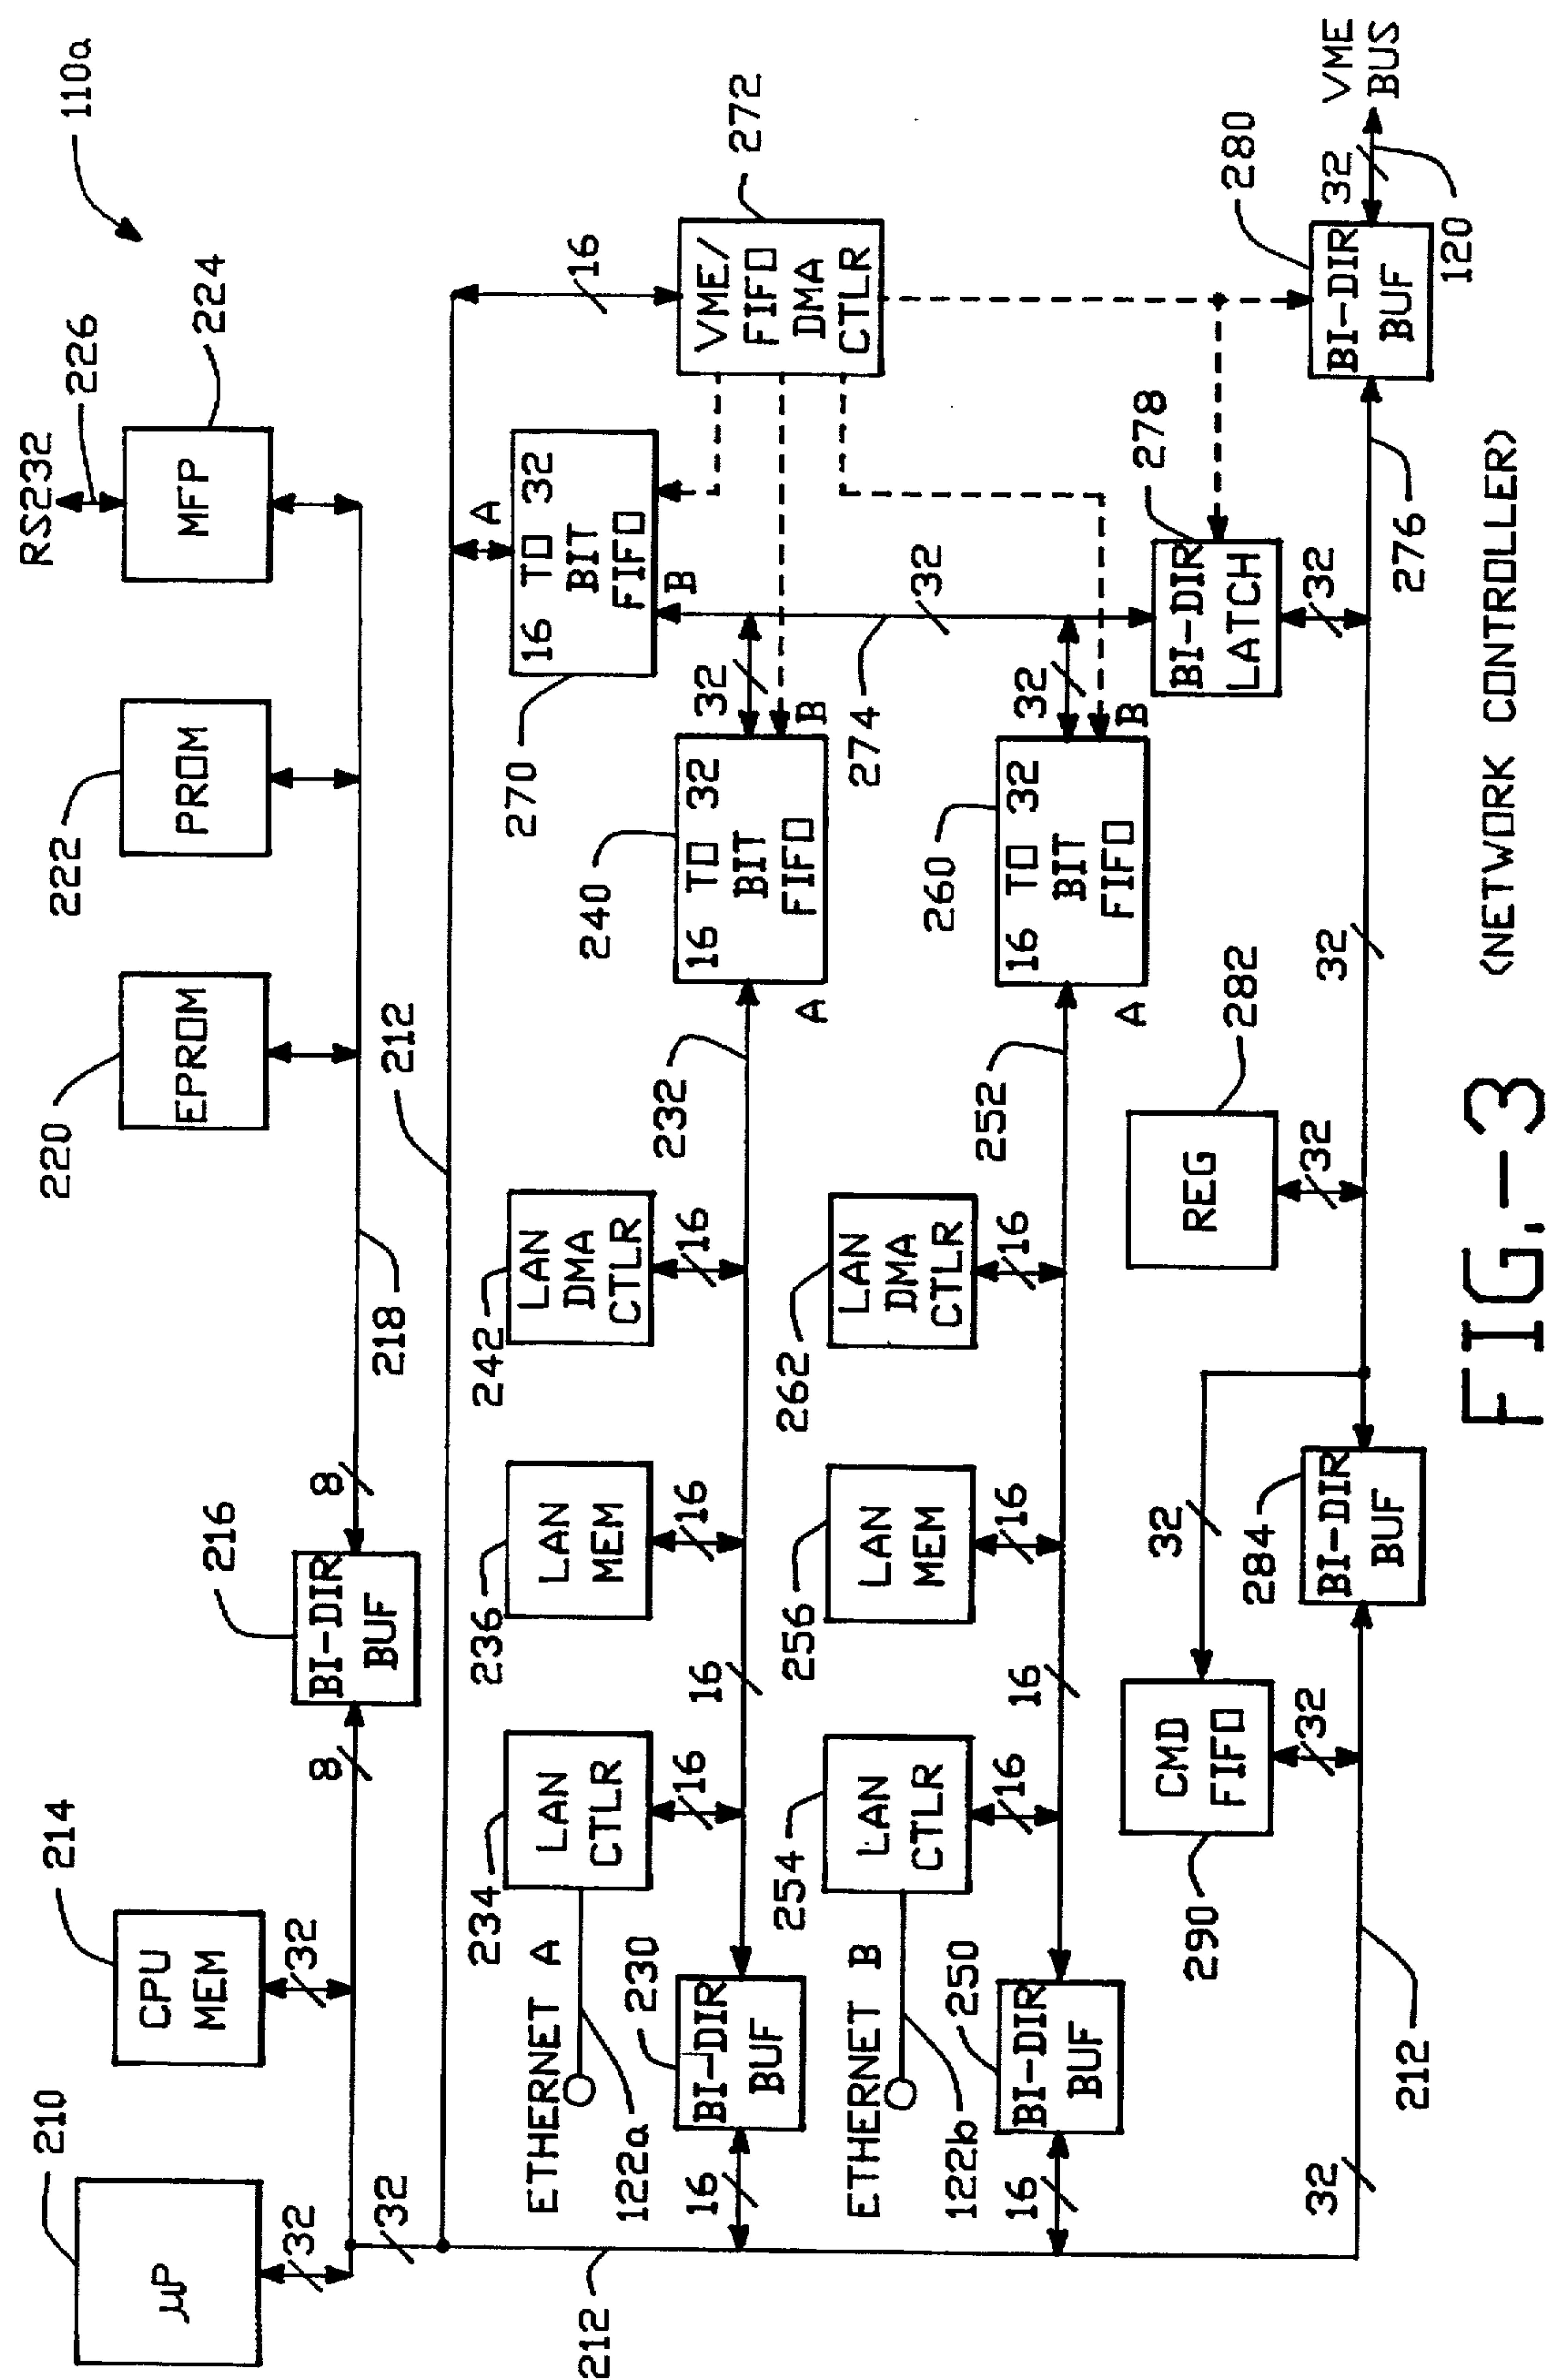 110a
RS232
226
224
MFP
222
PROM
220
EPROM
216
BI-DIR
BUF
8
8
218
212
214
CPU
MEM
32
210
µP
32
32
16
A
16 TO 32
BIT
FIFO
B
270
272
VME/
FIFO
DMA
CTLR
242
LAN
DMA
CTLR
16
236
LAN
MEM
16
234
LAN
CTLR
16
ETHERNET A
122a
230
BI-DIR
BUF
16
16
232
240
16 TO 32
BIT
FIFO
A
B
32
274
32
262
LAN
DMA
CTLR
16
256
LAN
MEM
16
254
LAN
CTLR
16
ETHERNET B
122b
250
BI-DIR
BUF
16
16
252
260
16 TO 32
BIT
FIFO
A
B
32
278
BI-DIR
LATCH
32
280
BI-DIR
BUF
32
VME
BUS
120
276
282
REG
32
32
32
284
BI-DIR
BUF
290
CMD
FIFO
32
212
32
212
FIG.-3
(NETWORK CONTROLLER)